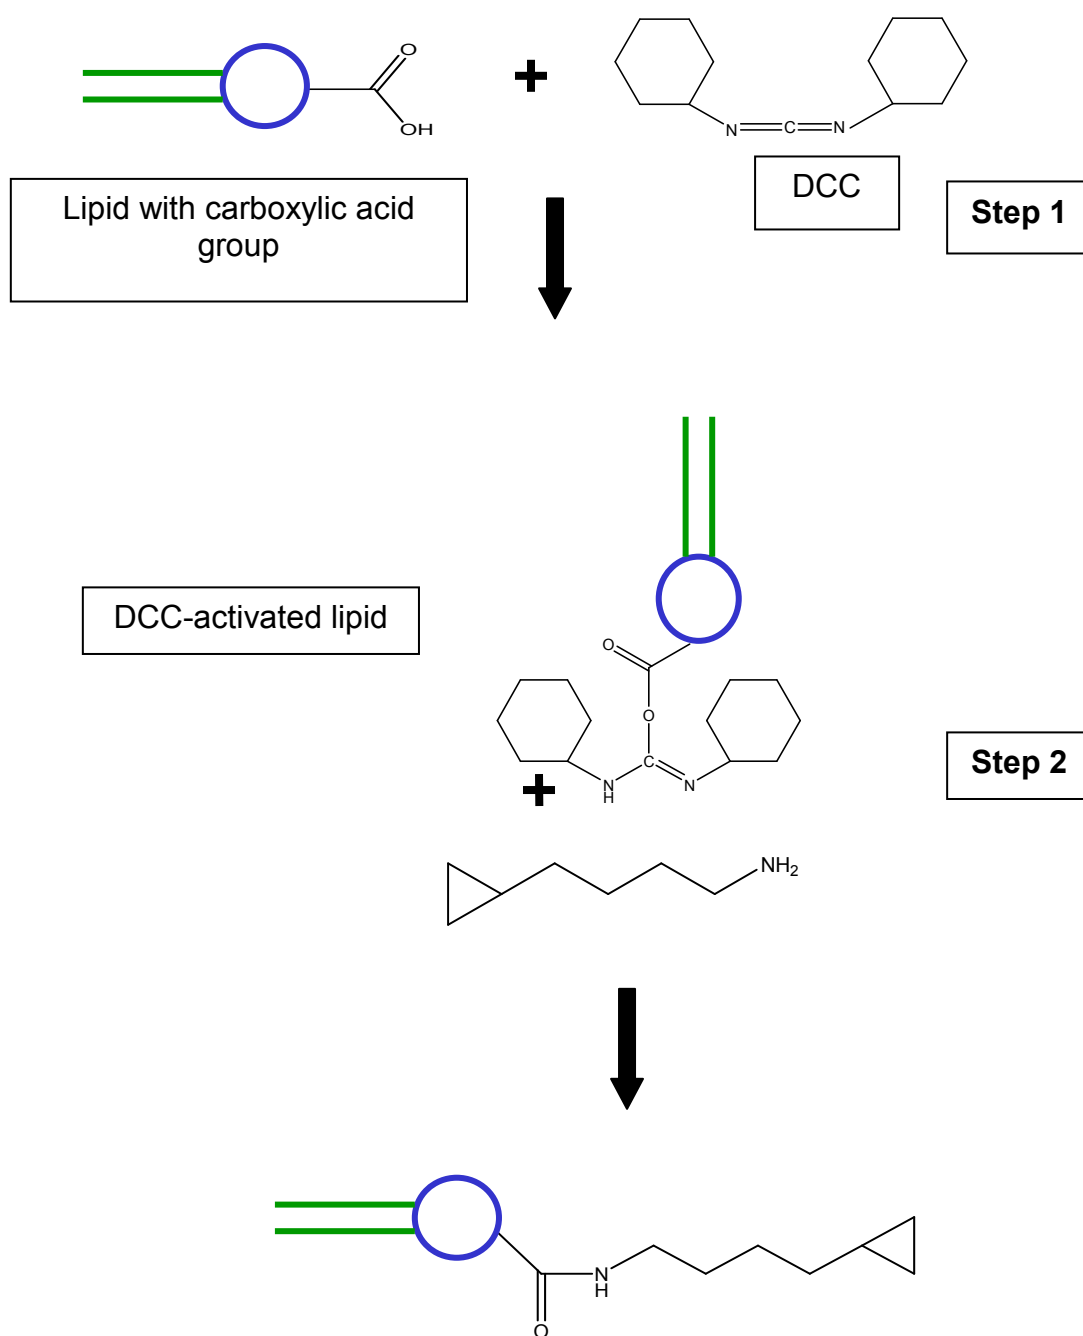 O
OH
N
C
N
Lipid with carboxylic acid
group
DCC
Step 1
DCC-activated lipid
O
O
C
N
H
N
Step 2
NH2
N
H
O